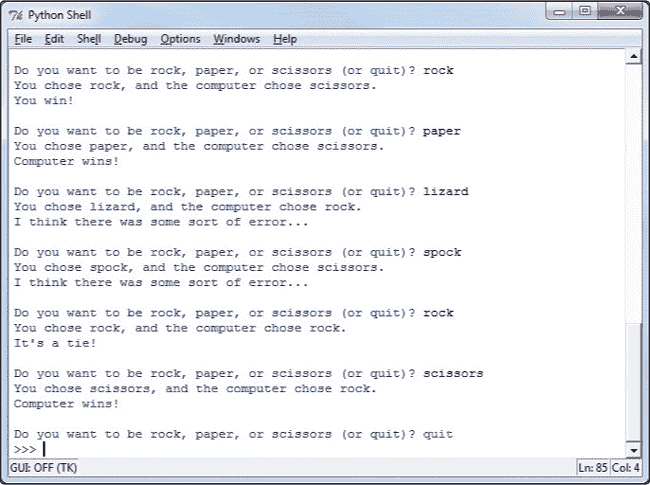 Python Shell
File Edit Shell Debug Options Windows Help
Do you want to be rock, paper, or scissors (or quit)? rock
You chose rock, and the computer chose scissors.
You win!
Do you want to be rock, paper, or scissors (or quit)? paper
You chose paper, and the computer chose scissors.
Computer wins!
Do you want to be rock, paper, or scissors (or quit)? lizard
You chose lizard, and the computer chose rock.
I think there was some sort of error...
Do you want to be rock, paper, or scissors (or quit)? spock
You chose spock, and the computer chose scissors.
I think there was some sort of error...
Do you want to be rock, paper, or scissors (or quit)? rock
You chose rock, and the computer chose rock.
It's a tie!
Do you want to be rock, paper, or scissors (or quit)? scissors
You chose scissors, and the computer chose rock.
Computer wins!
Do you want to be rock, paper, or scissors (or quit)? quit
>>>
GUI: OFF (TK) Ln: 85 Col: 4